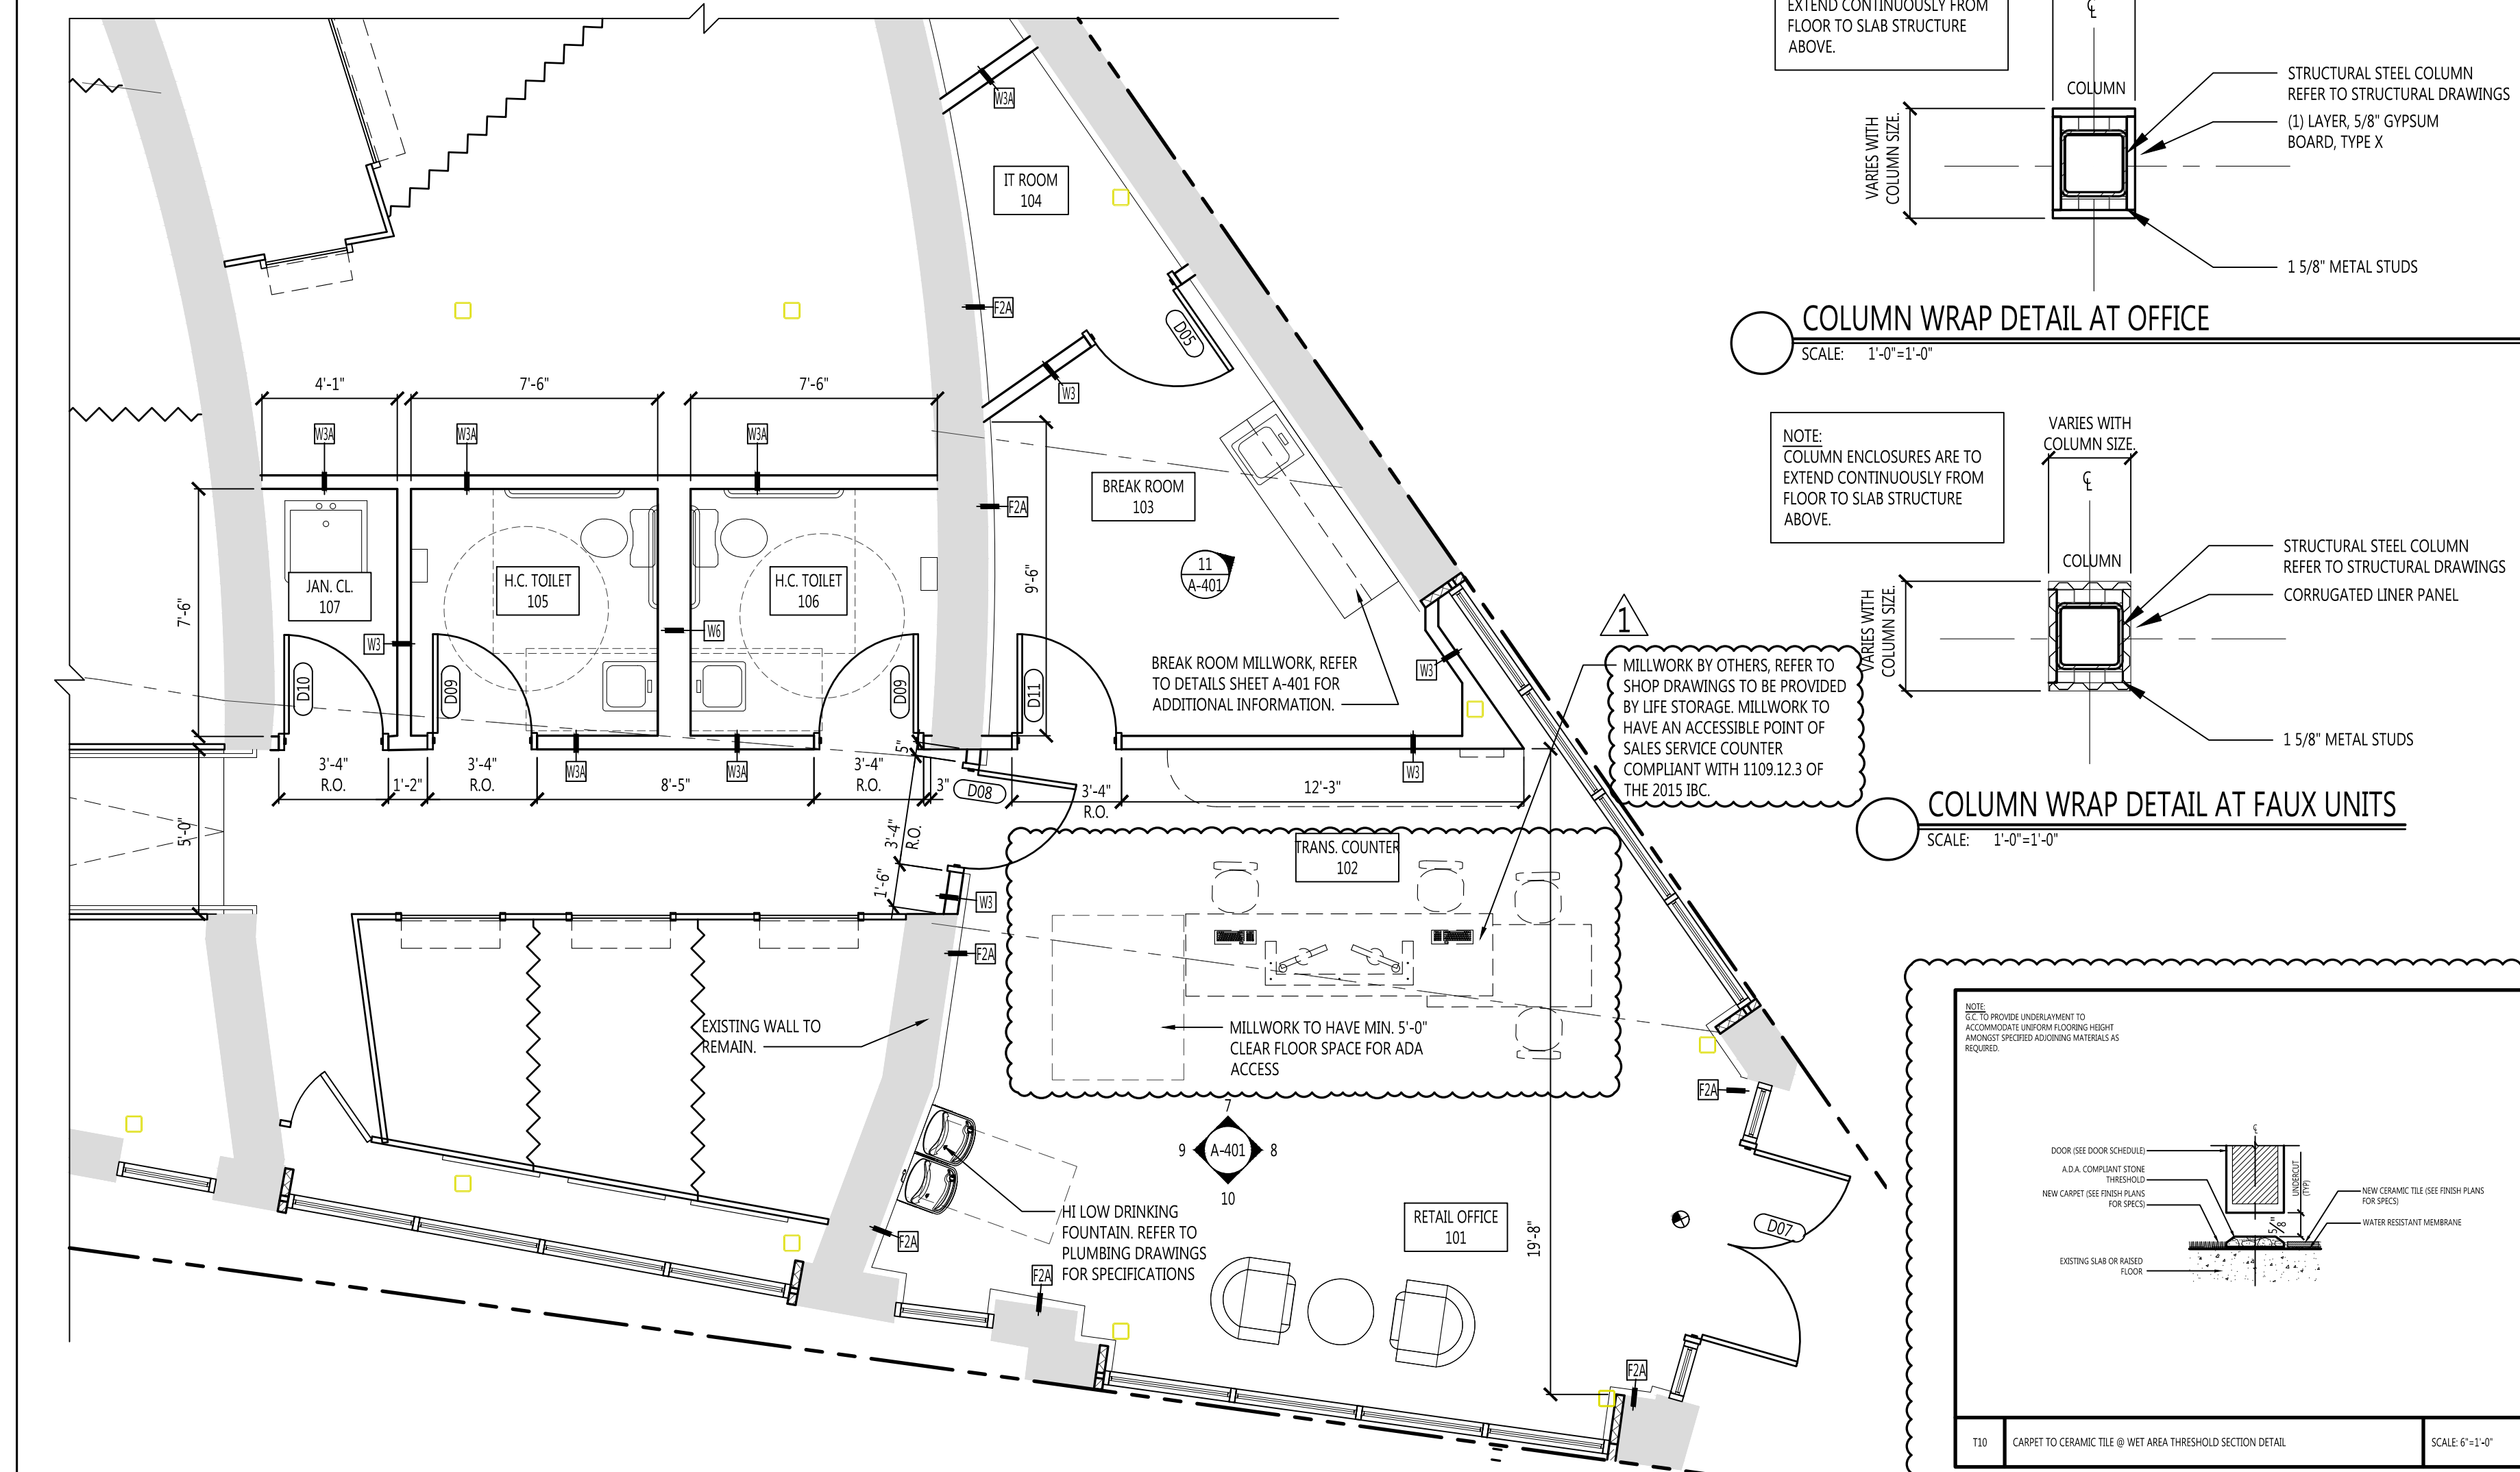 W3A
IT ROOM
104
F2A
D05
W3
4'-1"
7'-6"
7'-6"
W3A
W3A
W3A
BREAK ROOM
103
F2A
9'-6"
11
A-401
7'-6"
JAN. CL.
107
H.C. TOILET
105
H.C. TOILET
106
W3
W6
D10
D09
D09
D11
BREAK ROOM MILLWORK, REFER
TO DETAILS SHEET A-401 FOR
ADDITIONAL INFORMATION.
W3
1
MILLWORK BY OTHERS, REFER TO
SHOP DRAWINGS TO BE PROVIDED
BY LIFE STORAGE. MILLWORK TO
HAVE AN ACCESSIBLE POINT OF
SALES SERVICE COUNTER
COMPLIANT WITH 1109.12.3 OF
THE 2015 IBC.
3'-4"
R.O.
1'-2"
3'-4"
R.O.
W3A
8'-5"
W3A
3'-4"
R.O.
5"
3"
D08
3'-4"
R.O.
12'-3"
W3
5'-0"
3'-4"
R.O.
1'-6"
W3
F2A
TRANS. COUNTER
102
EXISTING WALL TO
REMAIN.
MILLWORK TO HAVE MIN. 5'-0"
CLEAR FLOOR SPACE FOR ADA
ACCESS
F2A
7
9
A-401
8
10
HI LOW DRINKING
FOUNTAIN. REFER TO
PLUMBING DRAWINGS
FOR SPECIFICATIONS
F2A
F2A
RETAIL OFFICE
101
19'-8"
D07
F2A
EXTEND CONTINUOUSLY FROM
FLOOR TO SLAB STRUCTURE
ABOVE.
℄
COLUMN
VARIES WITH
COLUMN SIZE.
STRUCTURAL STEEL COLUMN
REFER TO STRUCTURAL DRAWINGS
(1) LAYER, 5/8" GYPSUM
BOARD, TYPE X
1 5/8" METAL STUDS
COLUMN WRAP DETAIL AT OFFICE
SCALE: 1'-0"=1'-0"
NOTE:
COLUMN ENCLOSURES ARE TO
EXTEND CONTINUOUSLY FROM
FLOOR TO SLAB STRUCTURE
ABOVE.
VARIES WITH
COLUMN SIZE.
℄
COLUMN
VARIES WITH
COLUMN SIZE.
STRUCTURAL STEEL COLUMN
REFER TO STRUCTURAL DRAWINGS
CORRUGATED LINER PANEL
1 5/8" METAL STUDS
COLUMN WRAP DETAIL AT FAUX UNITS
SCALE: 1'-0"=1'-0"
NOTE:
G.C. TO PROVIDE UNDERLAYMENT TO
ACCOMMODATE UNIFORM FLOORING HEIGHT
AMONGST SPECIFIED ADJOINING MATERIALS AS
REQUIRED.
℄
DOOR (SEE DOOR SCHEDULE)
A.D.A. COMPLIANT STONE
THRESHOLD
NEW CARPET (SEE FINISH PLANS
FOR SPECS)
EXISTING SLAB OR RAISED
FLOOR
UNDERCUT
(TYP)
5/8"
NEW CERAMIC TILE (SEE FINISH PLANS
FOR SPECS)
WATER RESISTANT MEMBRANE
T10
CARPET TO CERAMIC TILE @ WET AREA THRESHOLD SECTION DETAIL
SCALE: 6"=1'-0"